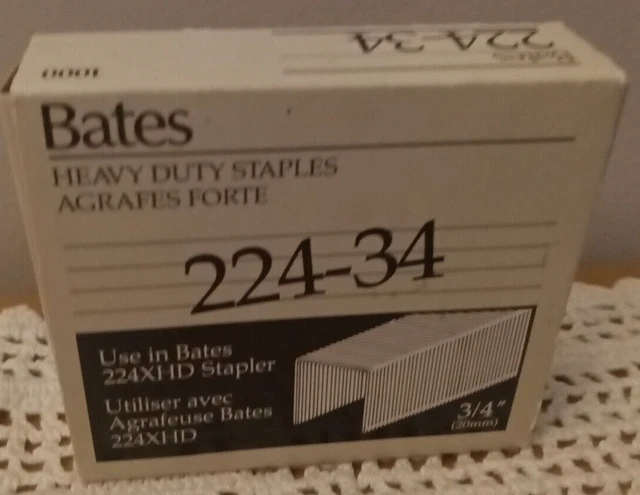 1000
224-34
Bates
Bates
HEAVY DUTY STAPLES
AGRAFES FORTE
224-34
Use in Bates
224XHD Stapler
Utiliser avec
Agrafeuse Bates
224XHD
3/4"
(20mm)